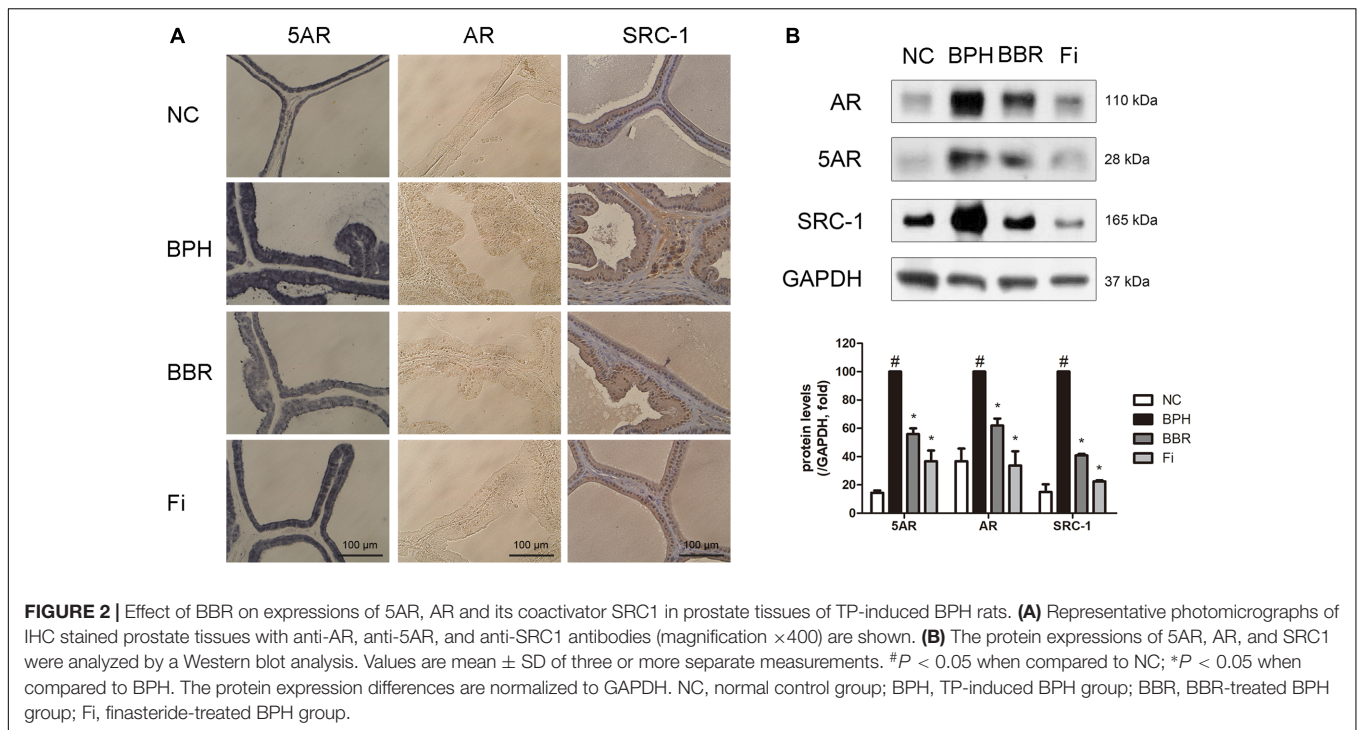 A
5AR AR SRC-1
NC
BPH
BBR
Fi
100 µm 100 µm 100 µm
B
NC BPH BBR Fi
AR 110 kDa
5AR 28 kDa
SRC-1 165 kDa
GAPDH 37 kDa
protein levels
(/GAPDH, fold)
120
100
80
60
40
20
0
# * *
# * *
# * *
5AR AR SRC-1
NC
BPH
BBR
Fi
FIGURE 2 | Effect of BBR on expressions of 5AR, AR and its coactivator SRC1 in prostate tissues of TP-induced BPH rats. (A) Representative photomicrographs of
IHC stained prostate tissues with anti-AR, anti-5AR, and anti-SRC1 antibodies (magnification ×400) are shown. (B) The protein expressions of 5AR, AR, and SRC1
were analyzed by a Western blot analysis. Values are mean ± SD of three or more separate measurements. #P < 0.05 when compared to NC; *P < 0.05 when
compared to BPH. The protein expression differences are normalized to GAPDH. NC, normal control group; BPH, TP-induced BPH group; BBR, BBR-treated BPH
group; Fi, finasteride-treated BPH group.